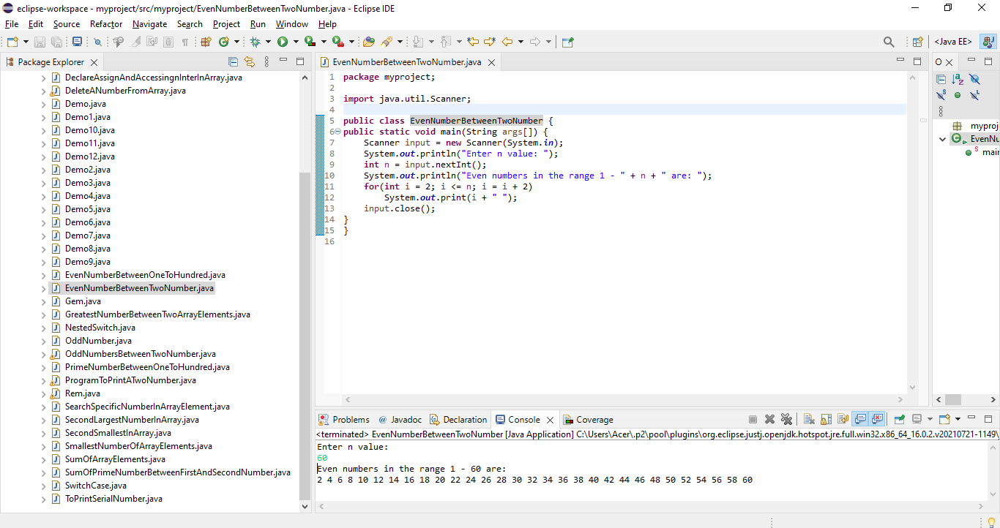 eclipse-workspace - myproject/src/myproject/EvenNumberBetweenTwoNumber.java - Eclipse IDE
File Edit Source Refactor Navigate Search Project Run Window Help
<Java EE>
Package Explorer
DeclareAssignAndAccessingnInterInArray.java
DeleteANumberFromArray.java
Demo.java
Demo1.java
Demo10.java
Demo11.java
Demo12.java
Demo2.java
Demo3.java
Demo4.java
Demo5.java
Demo6.java
Demo7.java
Demo8.java
Demo9.java
EvenNumberBetweenOneToHundred.java
EvenNumberBetweenTwoNumber.java
Gem.java
GreatestNumberBetweenTwoArrayElements.java
NestedSwitch.java
OddNumber.java
OddNumbersBetweenTwoNumber.java
PrimeNumberBetweenOneToHundred.java
ProgramToPrintATwoNumber.java
Rem.java
SearchSpecificNumberInArrayElement.java
SecondLargestNumberInArray.java
SecondSmallestInArray.java
SmallestNumberOfArrayElements.java
SumOfArrayElements.java
SumOfPrimeNumberBetweenFirstAndSecondNumber.java
SwitchCase.java
ToPrintSerialNumber.java
EvenNumberBetweenTwoNumber.java
1 package myproject;
2
3 import java.util.Scanner;
4
5 public class EvenNumberBetweenTwoNumber {
6 public static void main(String args[]) {
7     Scanner input = new Scanner(System.in);
8     System.out.println("Enter n value: ");
9     int n = input.nextInt();
10     System.out.println("Even numbers in the range 1 - " + n + " are: ");
11     for(int i = 2; i <= n; i = i + 2)
12         System.out.print(i + " ");
13     input.close();
14 }
15 }
16
O
myproj
EvenNu
mair
Problems @ Javadoc Declaration Console Coverage
<terminated> EvenNumberBetweenTwoNumber [Java Application] C:\Users\Acer\.p2\pool\plugins\org.eclipse.justj.openjdk.hotspot.jre.full.win32.x86_64_16.0.2.v20210721-1149\
Enter n value:
60
Even numbers in the range 1 - 60 are:
2 4 6 8 10 12 14 16 18 20 22 24 26 28 30 32 34 36 38 40 42 44 46 48 50 52 54 56 58 60